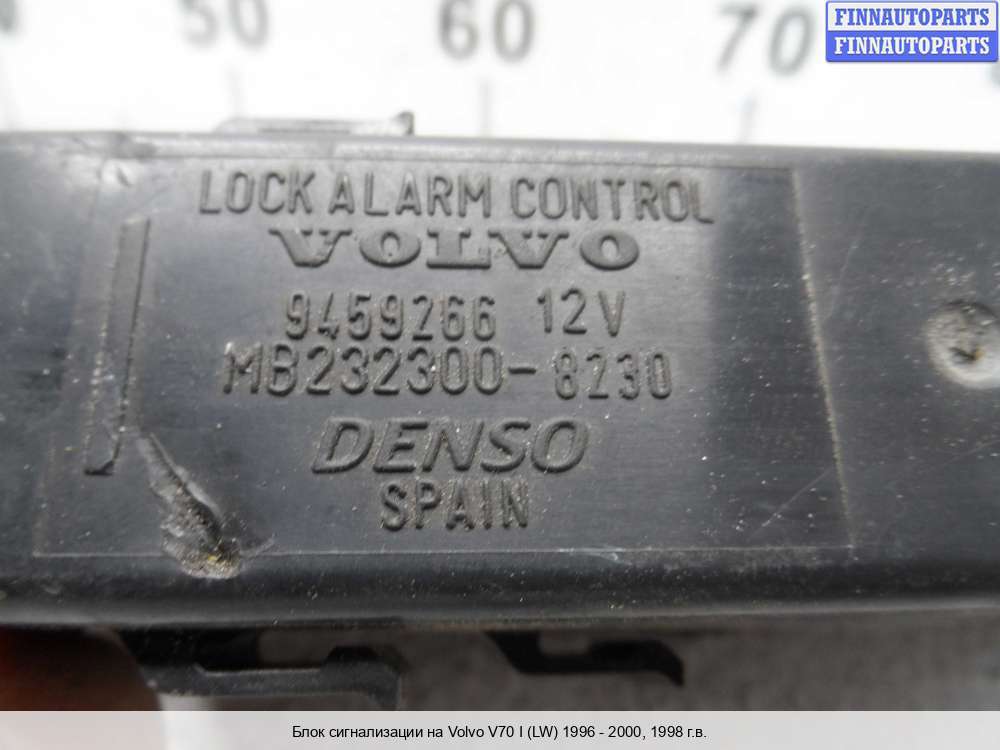 50 60 70
FINNAUTOPARTS
FINNAUTOPARTS
LOCK ALARM CONTROL
VOLVO
9459266 12V
MB232300-8230
DENSO
SPAIN
Блок сигнализации на Volvo V70 I (LW) 1996 - 2000, 1998 г.в.